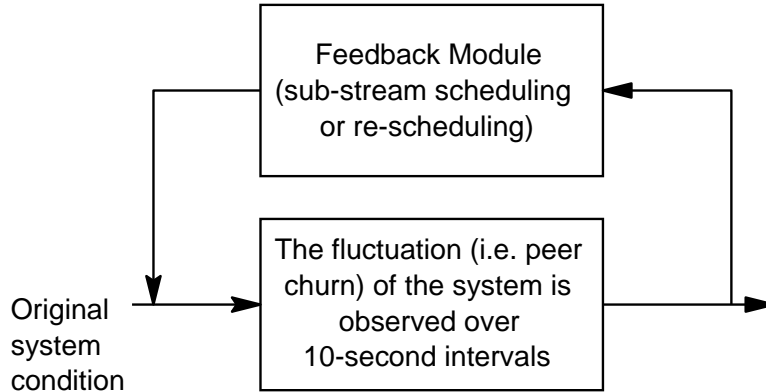 Feedback Module
(sub-stream scheduling
or re-scheduling)
The fluctuation (i.e. peer
churn) of the system is
observed over
10-second intervals
Original
system
condition